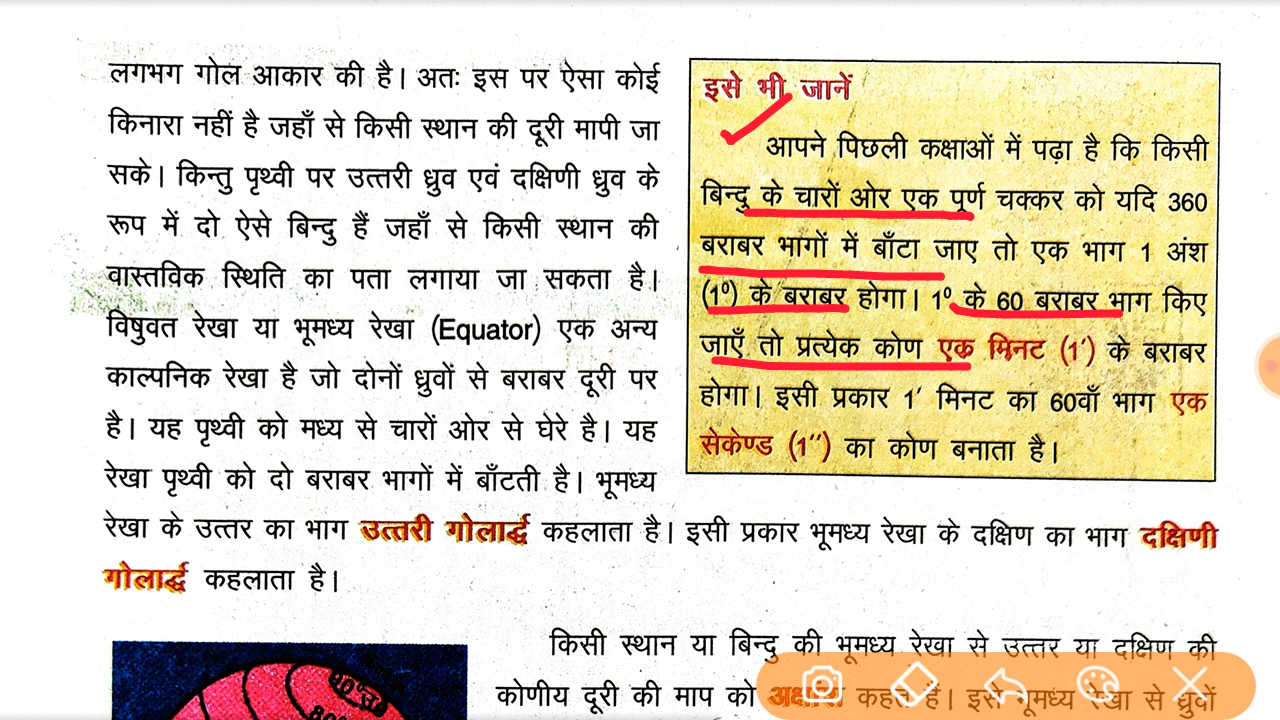 लगभग गोल आकार की है। अतः इस पर ऐसा कोई
किनारा नहीं है जहाँ से किसी स्थान की दूरी मापी जा
सके। किन्तु पृथ्वी पर उत्तरी ध्रुव एवं दक्षिणी ध्रुव के
रूप में दो ऐसे बिन्दु हैं जहाँ से किसी स्थान की
वास्तविक स्थिति का पता लगाया जा सकता है।
विषुवत रेखा या भूमध्य रेखा (Equator) एक अन्य
काल्पनिक रेखा है जो दोनों ध्रुवों से बराबर दूरी पर
है। यह पृथ्वी को मध्य से चारों ओर से घेरे है। यह
रेखा पृथ्वी को दो बराबर भागों में बाँटती है। भूमध्य
रेखा के उत्तर का भाग उत्तरी गोलार्द्ध कहलाता है। इसी प्रकार भूमध्य रेखा के दक्षिण का भाग दक्षिणी
गोलार्द्ध कहलाता है।
इसे भी जानें
आपने पिछली कक्षाओं में पढ़ा है कि किसी
बिन्दु के चारों ओर एक पूर्ण चक्कर को यदि 360
बराबर भागों में बाँटा जाए तो एक भाग 1 अंश
(1⁰) के बराबर होगा। 1⁰ के 60 बराबर भाग किए
जाएँ तो प्रत्येक कोण एक मिनट (1′) के बराबर
होगा। इसी प्रकार 1′ मिनट का 60वाँ भाग एक
सेकेण्ड (1′′) का कोण बनाता है।
किसी स्थान या बिन्दु की भूमध्य रेखा से उत्तर या दक्षिण की
कोणीय दूरी की माप को अक्षांश कहते हैं। इसे भूमध्य रेखा से ध्रुवों